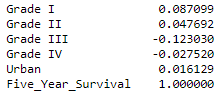 Grade I 0.087099
Grade II 0.047692
Grade III -0.123030
Grade IV -0.027520
Urban 0.016129
Five_Year_Survival 1.000000